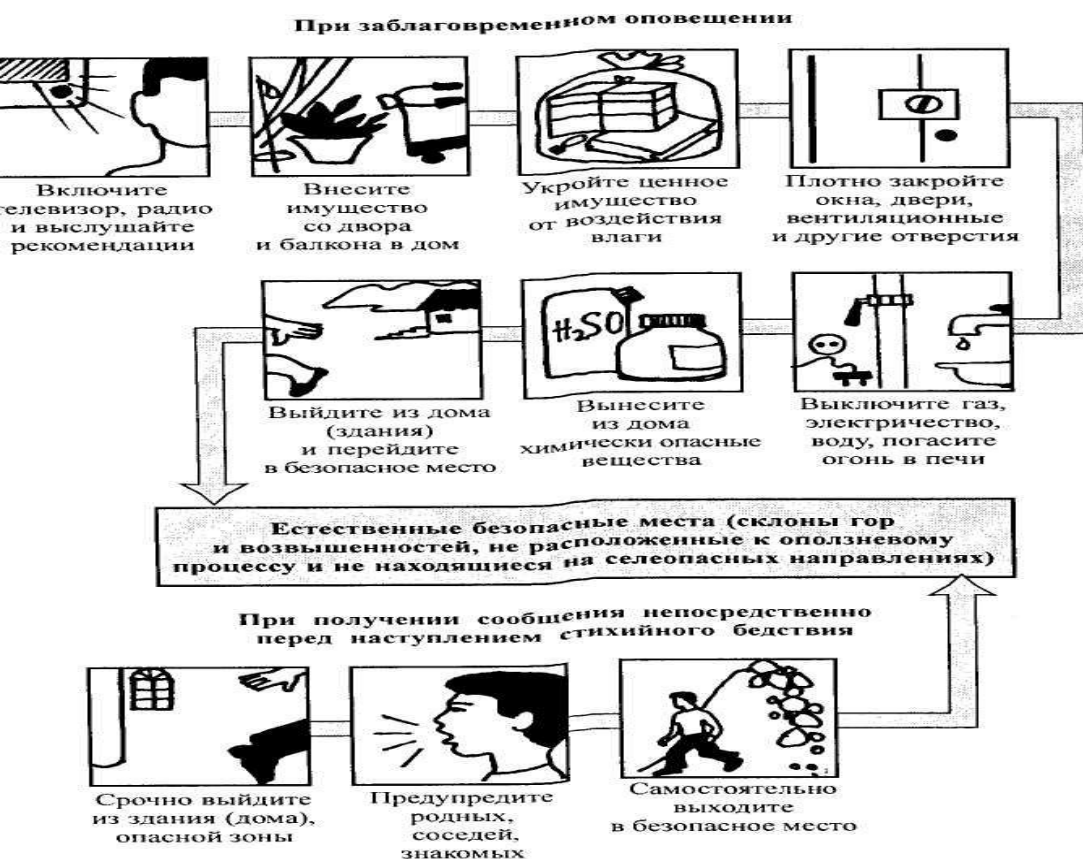 При заблаговременном оповещении
Включите
телевизор, радио
и выслушайте
рекомендации
Внесите
имущество
со двора
и балкона в дом
Укройте ценное
имущество
от воздействия
влаги
Плотно закройте
окна, двери,
вентиляционные
и другие отверстия
Выключите газ,
электричество,
воду, погасите
огонь в печи
H₂SO
Вынесите
из дома
химически опасные
вещества
Выйдите из дома
(здания)
и перейдите
в безопасное место
Естественные безопасные места (склоны гор
и возвышенностей, не расположенные к оползневому
процессу и не находящиеся на селеопасных направлениях)
При получении сообщения непосредственно
перед наступлением стихийного бедствия
Срочно выйдите
из здания (дома),
опасной зоны
Предупредите
родных,
соседей,
знакомых
Самостоятельно
выходите
в безопасное место